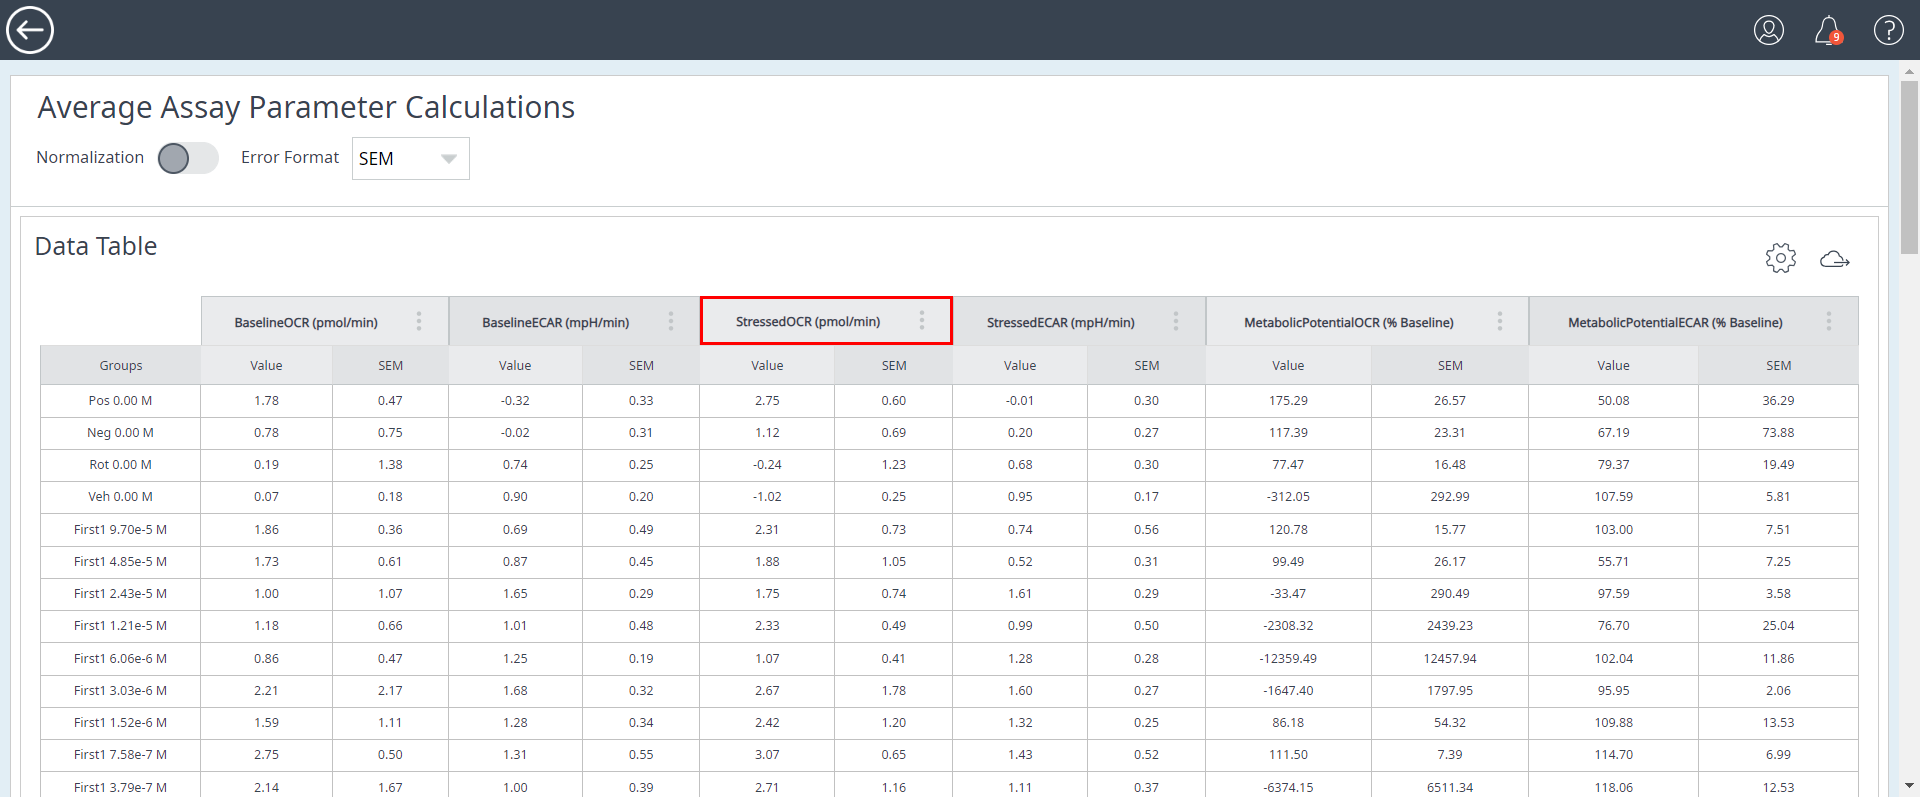 9
Average Assay Parameter Calculations
Normalization Error Format SEM
Data Table
BaselineOCR (pmol/min) BaselineECAR (mpH/min) StressedOCR (pmol/min) StressedECAR (mpH/min) MetabolicPotentialOCR (% Baseline) MetabolicPotentialECAR (% Baseline)
Groups Value SEM Value SEM Value SEM Value SEM Value SEM Value SEM
Pos 0.00 M 1.78 0.47 -0.32 0.33 2.75 0.60 -0.01 0.30 175.29 26.57 50.08 36.29
Neg 0.00 M 0.78 0.75 -0.02 0.31 1.12 0.69 0.20 0.27 117.39 23.31 67.19 73.88
Rot 0.00 M 0.19 1.38 0.74 0.25 -0.24 1.23 0.68 0.30 77.47 16.48 79.37 19.49
Veh 0.00 M 0.07 0.18 0.90 0.20 -1.02 0.25 0.95 0.17 -312.05 292.99 107.59 5.81
First1 9.70e-5 M 1.86 0.36 0.69 0.49 2.31 0.73 0.74 0.56 120.78 15.77 103.00 7.51
First1 4.85e-5 M 1.73 0.61 0.87 0.45 1.88 1.05 0.52 0.31 99.49 26.17 55.71 7.25
First1 2.43e-5 M 1.00 1.07 1.65 0.29 1.75 0.74 1.61 0.29 -33.47 290.49 97.59 3.58
First1 1.21e-5 M 1.18 0.66 1.01 0.48 2.33 0.49 0.99 0.50 -2308.32 2439.23 76.70 25.04
First1 6.06e-6 M 0.86 0.47 1.25 0.19 1.07 0.41 1.28 0.28 -12359.49 12457.94 102.04 11.86
First1 3.03e-6 M 2.21 2.17 1.68 0.32 2.67 1.78 1.60 0.27 -1647.40 1797.95 95.95 2.06
First1 1.52e-6 M 1.59 1.11 1.28 0.34 2.42 1.20 1.32 0.25 86.18 54.32 109.88 13.53
First1 7.58e-7 M 2.75 0.50 1.31 0.55 3.07 0.65 1.43 0.52 111.50 7.39 114.70 6.99
First1 3.79e-7 M 2.14 1.67 1.00 0.39 2.71 1.16 1.11 0.37 -6374.15 6511.34 118.06 12.53